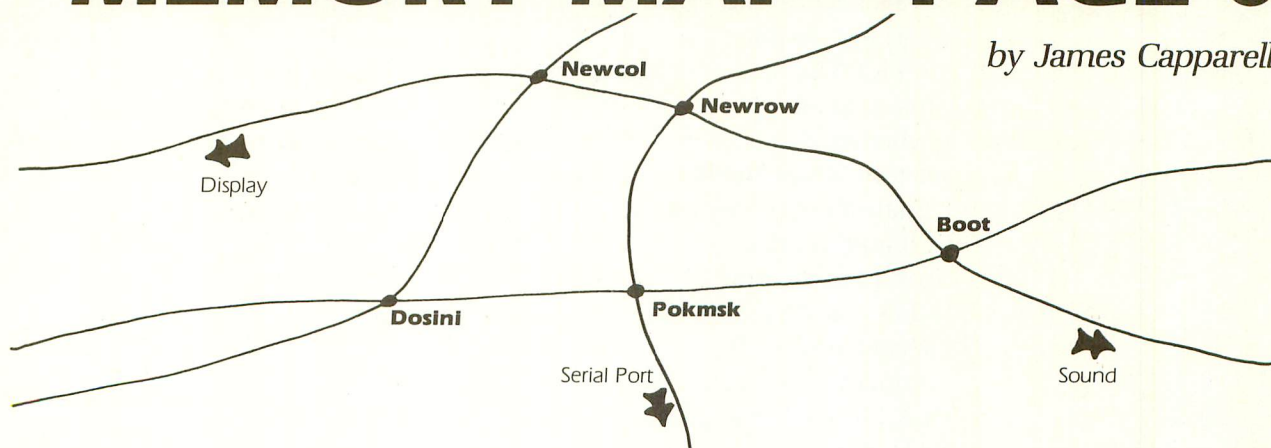 by James Capparell
Newcol
Newrow
Display
Boot
Dosini
Pokmsk
Serial Port
Sound